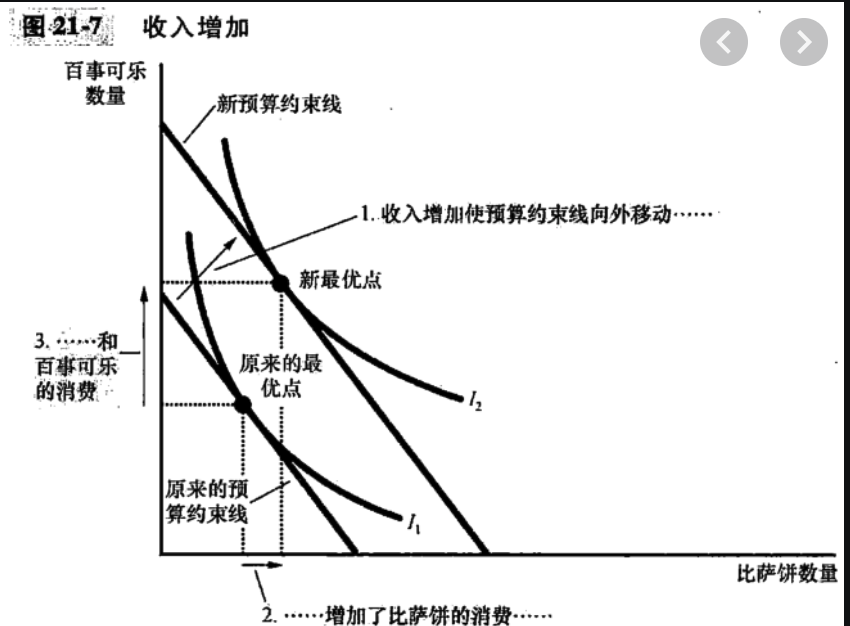 图 21-7 收入增加
百事可乐
数量
新预算约束线
1. 收入增加使预算约束线向外移动……
新最优点
3. ……和
百事可乐
的消费
原来的最
优点
I₂
原来的预
算约束线
I₁
比萨饼数量
2. ……增加了比萨饼的消费……